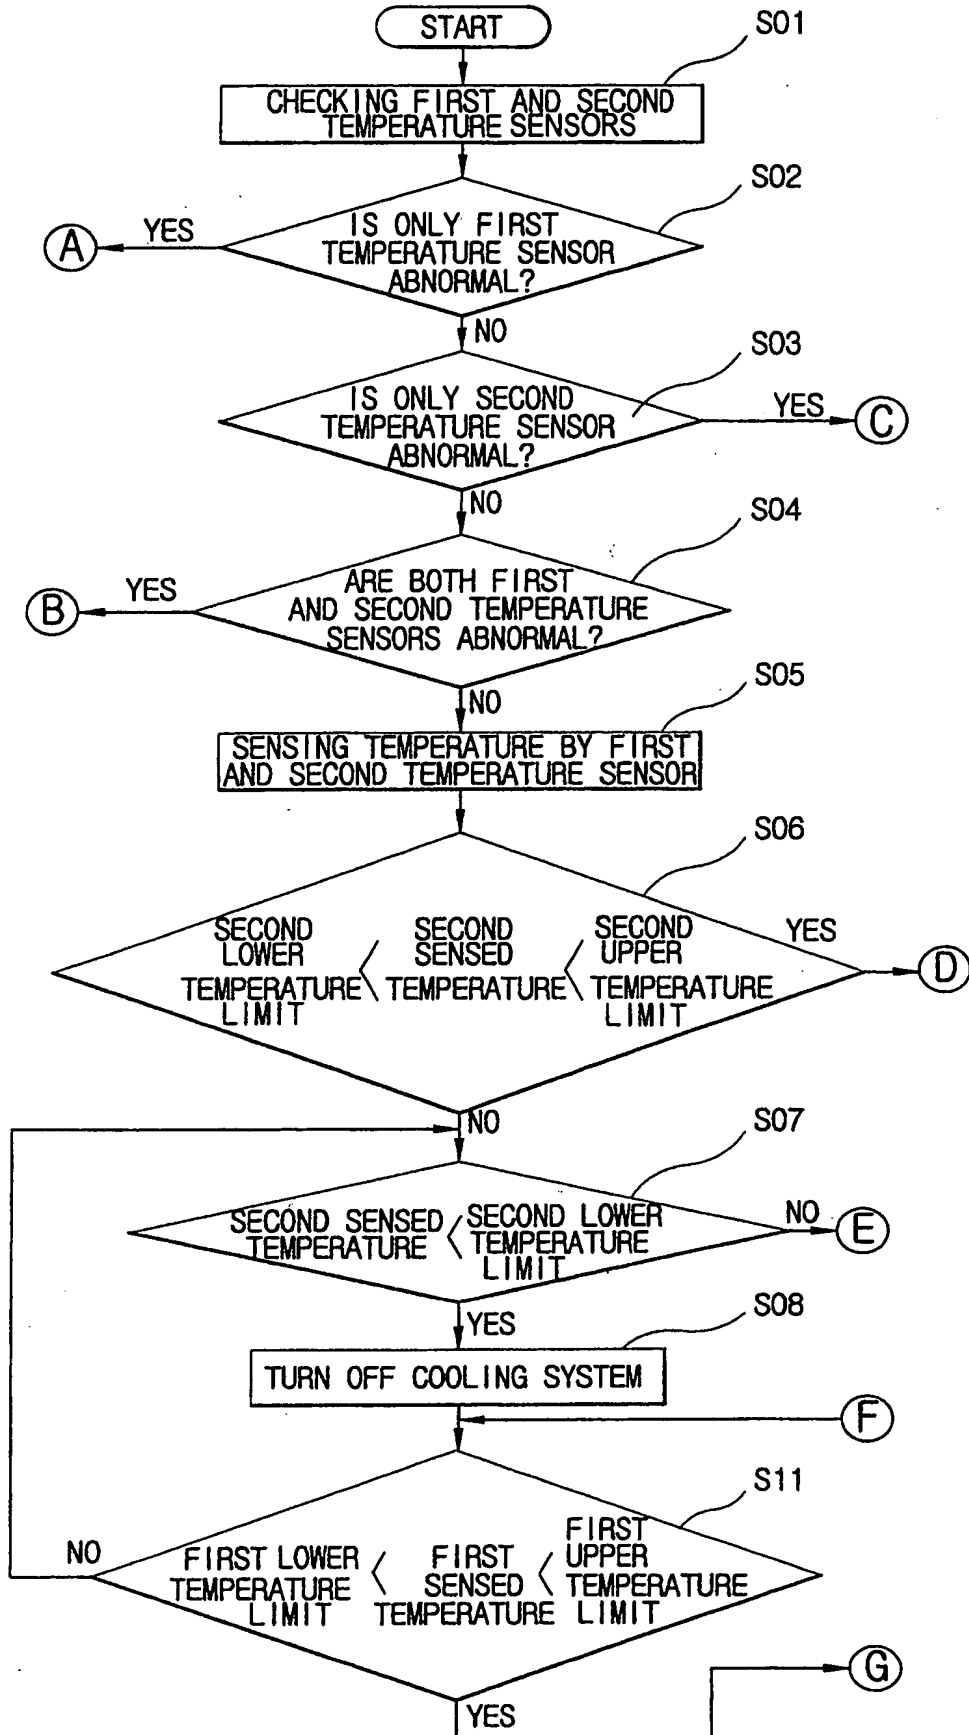 START
S01
CHECKING FIRST AND SECOND
TEMPERATURE SENSORS
S02
IS ONLY FIRST
TEMPERATURE SENSOR
ABNORMAL?
YES
A
NO
S03
IS ONLY SECOND
TEMPERATURE SENSOR
ABNORMAL?
YES
C
NO
S04
ARE BOTH FIRST
AND SECOND TEMPERATURE
SENSORS ABNORMAL?
YES
B
NO
S05
SENSING TEMPERATURE BY FIRST
AND SECOND TEMPERATURE SENSOR
S06
SECOND
LOWER
TEMPERATURE
LIMIT
<
SECOND
SENSED
TEMPERATURE
<
SECOND
UPPER
TEMPERATURE
LIMIT
YES
D
NO
S07
SECOND SENSED
TEMPERATURE
<
SECOND LOWER
TEMPERATURE
LIMIT
NO
E
YES
S08
TURN OFF COOLING SYSTEM
F
S11
FIRST LOWER
TEMPERATURE
LIMIT
<
FIRST
SENSED
TEMPERATURE
<
FIRST
UPPER
TEMPERATURE
LIMIT
NO
G
YES